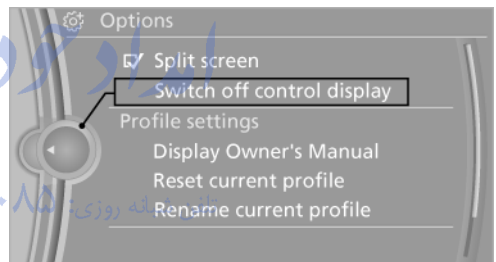 Options
Split screen
Switch off control display
Profile settings
Display Owner's Manual
Reset current profile
Rename current profile